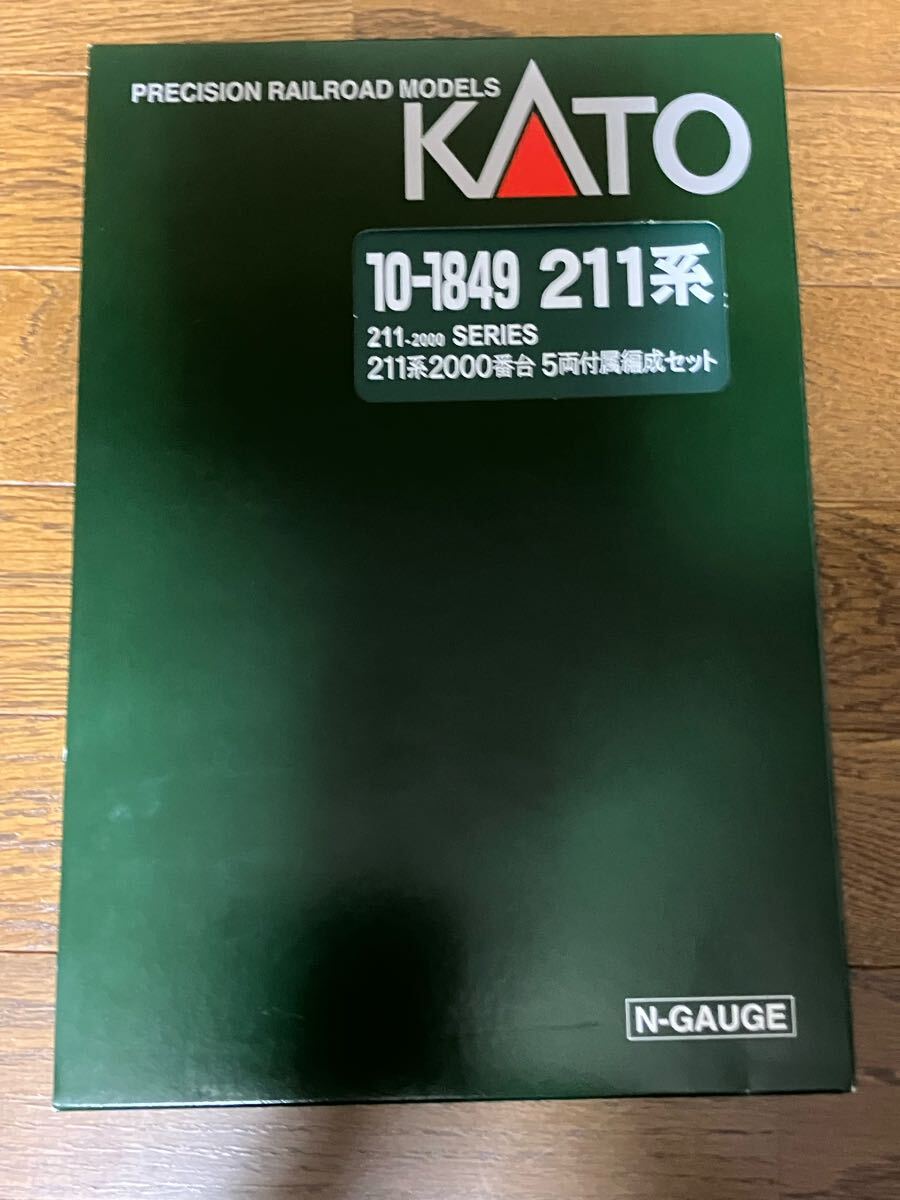 PRECISION RAILROAD MODELS
KATO
10-1849 211系
211-2000 SERIES
211系2000番台 5両付属編成セット
N-GAUGE